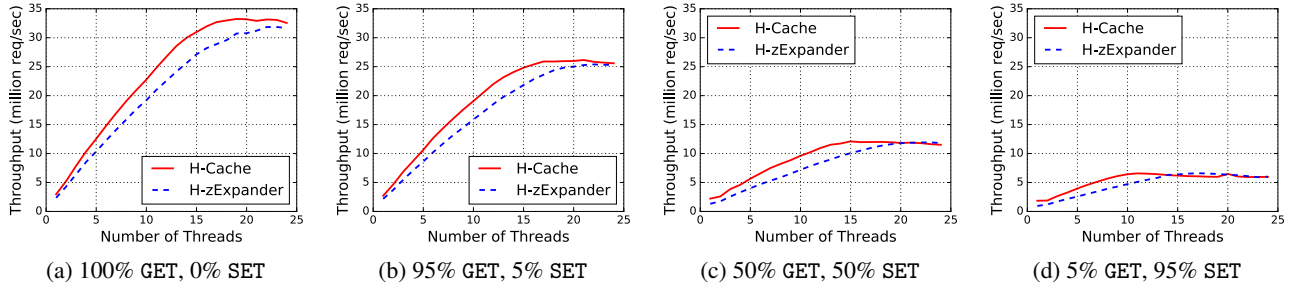 Throughput (million req/sec)
35
30
25
20
15
10
5
0
H-Cache
H-zExpander
0 5 10 15 20 25
Number of Threads
(a) 100% GET, 0% SET
Throughput (million req/sec)
35
30
25
20
15
10
5
0
H-Cache
H-zExpander
0 5 10 15 20 25
Number of Threads
(b) 95% GET, 5% SET
Throughput (million req/sec)
35
30
25
20
15
10
5
0
H-Cache
H-zExpander
0 5 10 15 20 25
Number of Threads
(c) 50% GET, 50% SET
Throughput (million req/sec)
35
30
25
20
15
10
5
0
H-Cache
H-zExpander
0 5 10 15 20 25
Number of Threads
(d) 5% GET, 95% SET